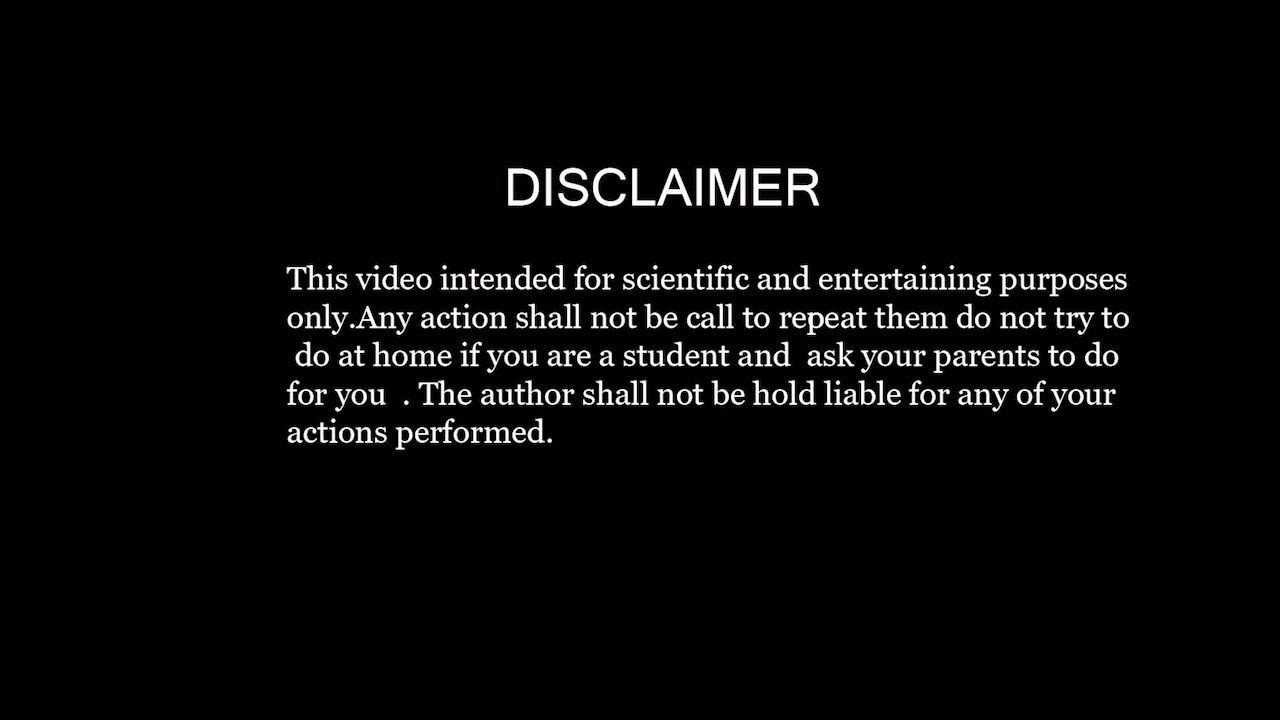 DISCLAIMER
This video intended for scientific and entertaining purposes
only.Any action shall not be call to repeat them do not try to
do at home if you are a student and  ask your parents to do
for you  . The author shall not be hold liable for any of your
actions performed.